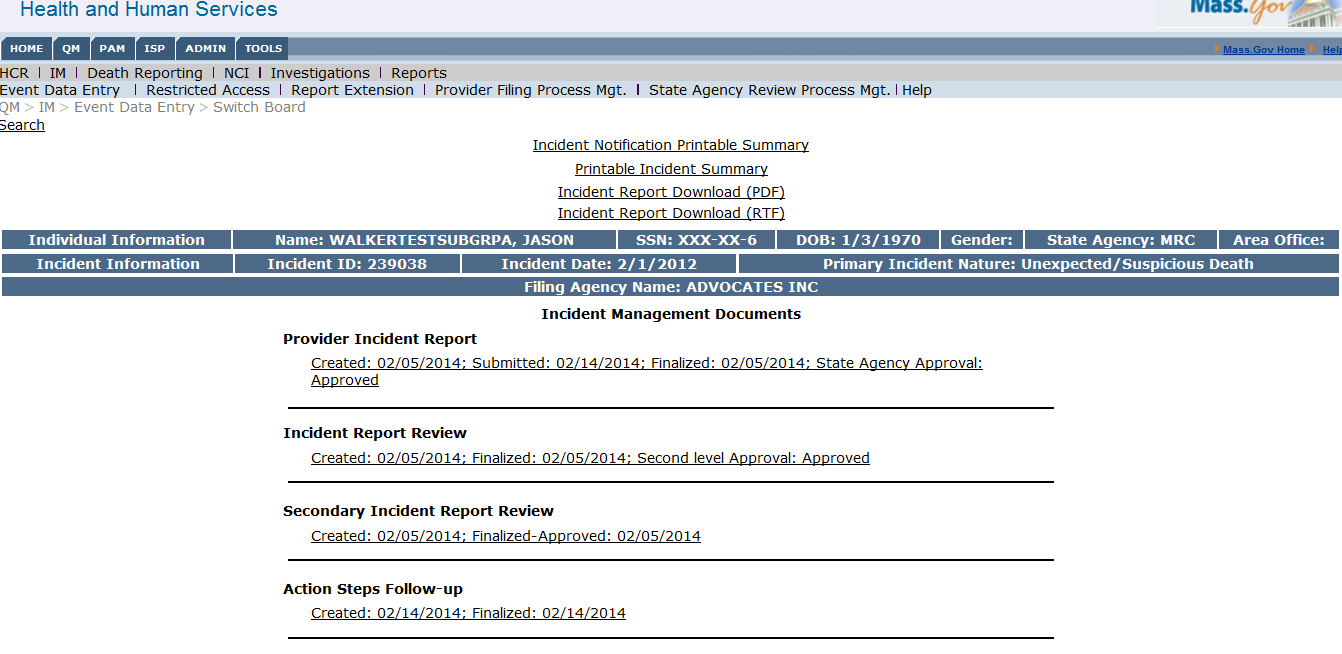 Health and Human Services
Mass.Gov
HOME QM PAM ISP ADMIN TOOLS
Mass.Gov Home Help
HCR | IM | Death Reporting | NCI | Investigations | Reports
Event Data Entry | Restricted Access | Report Extension | Provider Filing Process Mgt. | State Agency Review Process Mgt. | Help
QM > IM > Event Data Entry > Switch Board
Search
Incident Notification Printable Summary
Printable Incident Summary
Incident Report Download (PDF)
Incident Report Download (RTF)
Individual Information Name: WALKERTESTSUBGRPA, JASON SSN: XXX-XX-6 DOB: 1/3/1970 Gender: State Agency: MRC Area Office:
Incident Information Incident ID: 239038 Incident Date: 2/1/2012 Primary Incident Nature: Unexpected/Suspicious Death
Filing Agency Name: ADVOCATES INC
Incident Management Documents
Provider Incident Report
Created: 02/05/2014; Submitted: 02/14/2014; Finalized: 02/05/2014; State Agency Approval:
Approved
Incident Report Review
Created: 02/05/2014; Finalized: 02/05/2014; Second level Approval: Approved
Secondary Incident Report Review
Created: 02/05/2014; Finalized-Approved: 02/05/2014
Action Steps Follow-up
Created: 02/14/2014; Finalized: 02/14/2014